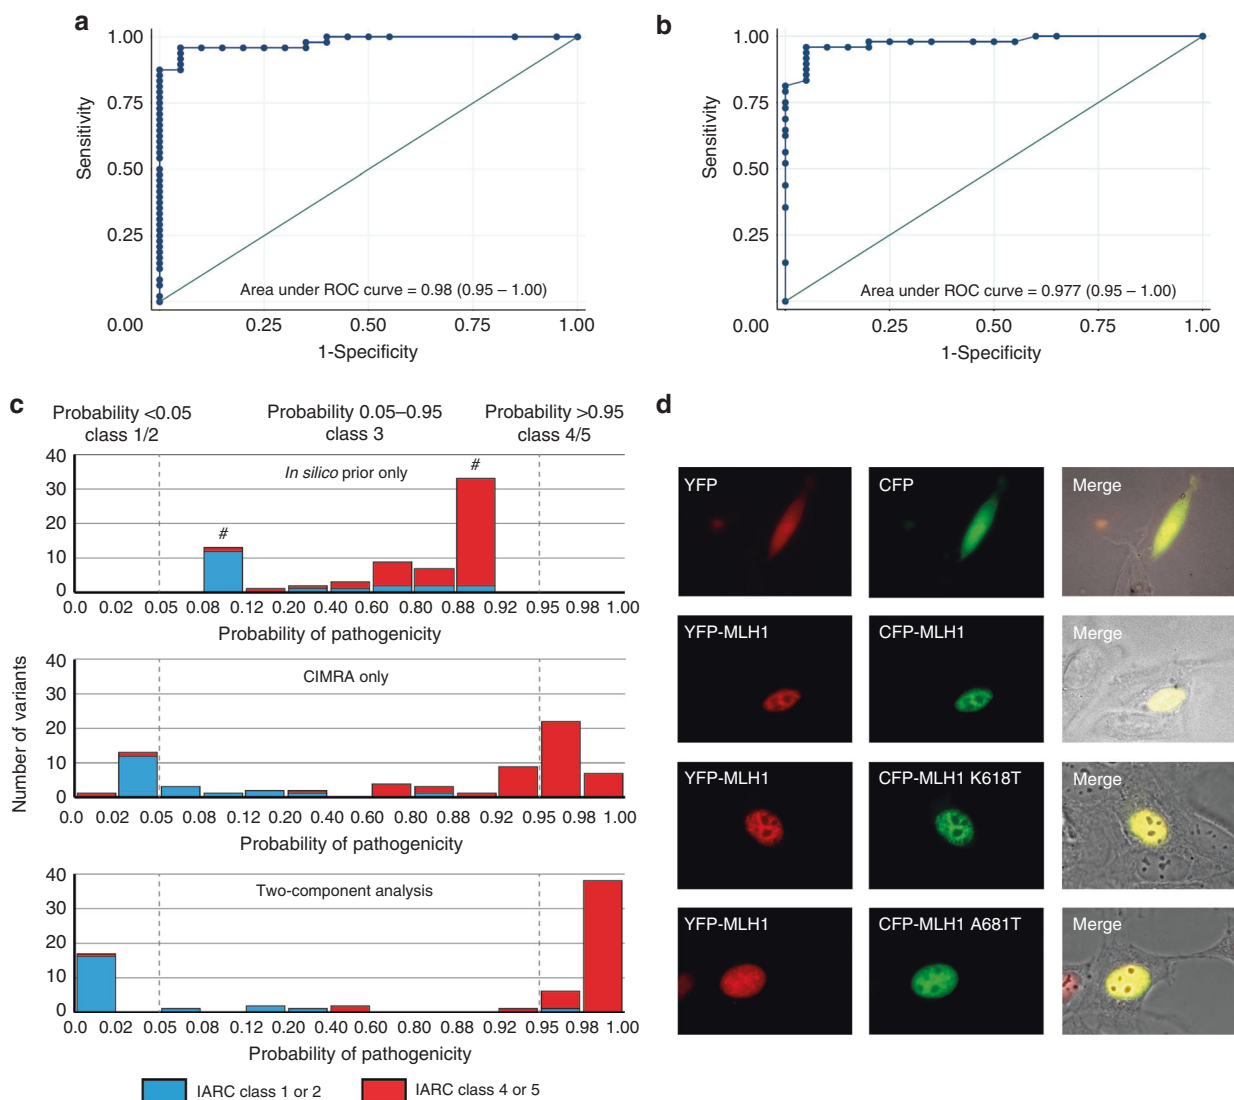 a
1.00
0.75
0.50
0.25
0.00
Sensitivity
Area under ROC curve = 0.98 (0.95 – 1.00)
0.25 0.50 0.75 1.00
1-Specificity
b
1.00
0.75
0.50
0.25
0.00
Sensitivity
Area under ROC curve = 0.977 (0.95 – 1.00)
0.25 0.50 0.75 1.00
1-Specificity
c
Probability <0.05
class 1/2
Probability 0.05–0.95
class 3
Probability >0.95
class 4/5
Number of variants
40
30
20
10
0
In silico prior only
#
#
0.0 0.02 0.05 0.08 0.12 0.20 0.40 0.60 0.80 0.88 0.92 0.95 0.98 1.00
Probability of pathogenicity
40
30
20
10
0
CIMRA only
0.0 0.02 0.05 0.08 0.12 0.20 0.40 0.60 0.80 0.88 0.92 0.95 0.98 1.00
Probability of pathogenicity
40
30
20
10
0
Two-component analysis
0.0 0.02 0.05 0.08 0.12 0.20 0.40 0.60 0.80 0.88 0.92 0.95 0.98 1.00
Probability of pathogenicity
IARC class 1 or 2
IARC class 4 or 5
d
YFP
CFP
Merge
YFP-MLH1
CFP-MLH1
Merge
YFP-MLH1
CFP-MLH1 K618T
Merge
YFP-MLH1
CFP-MLH1 A681T
Merge